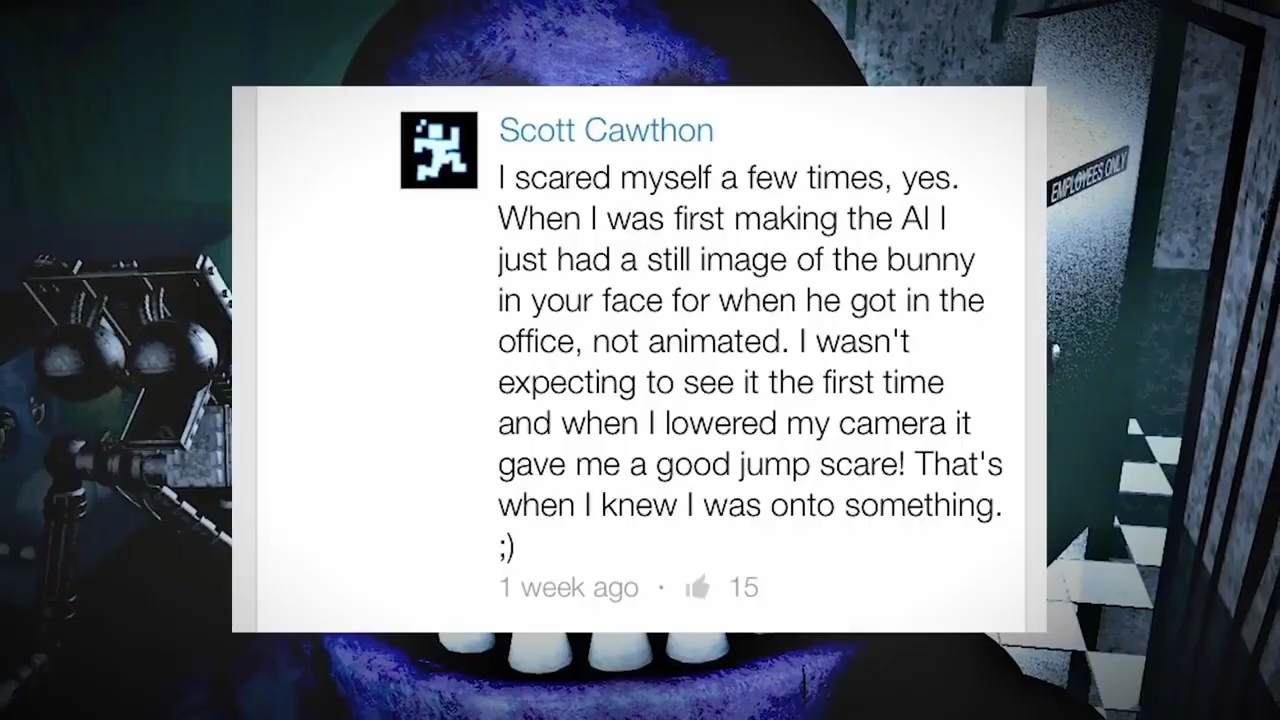 Scott Cawthon
I scared myself a few times, yes.
When I was first making the AI I
just had a still image of the bunny
in your face for when he got in the
office, not animated. I wasn't
expecting to see it the first time
and when I lowered my camera it
gave me a good jump scare! That's
when I knew I was onto something.
;)
1 week ago · 15
EMPLOYEES ONLY